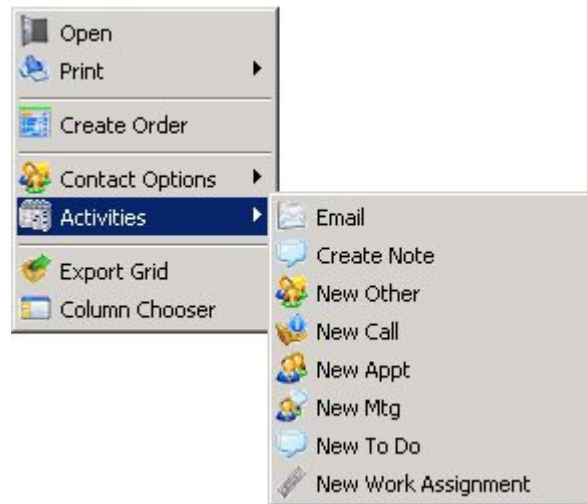 Open
Print
Create Order
Contact Options
Activities
Export Grid
Column Chooser
Email
Create Note
New Other
New Call
New Appt
New Mtg
New To Do
New Work Assignment